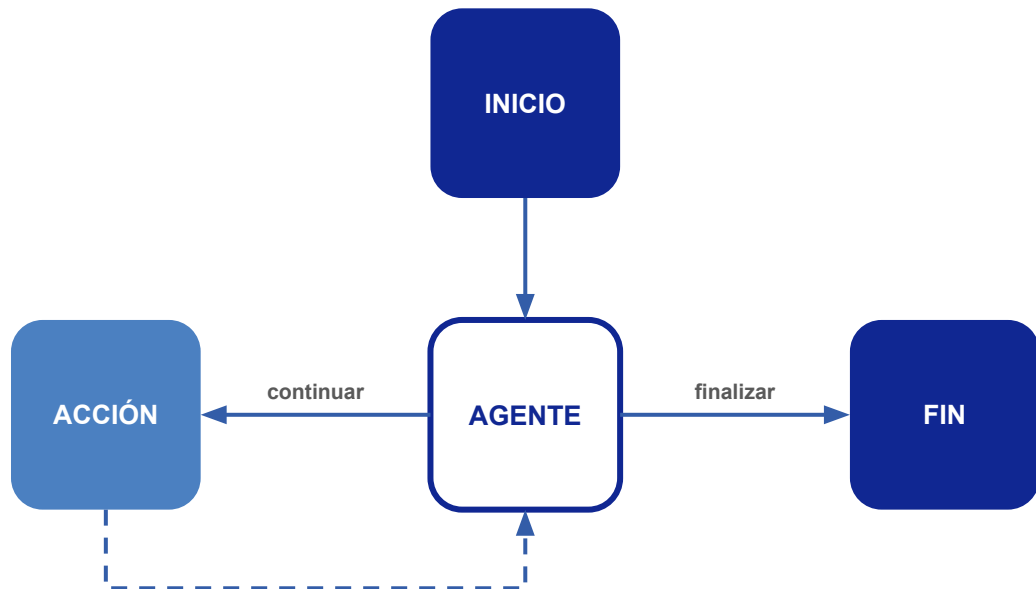 INICIO
continuar
finalizar
ACCIÓN
AGENTE
FIN